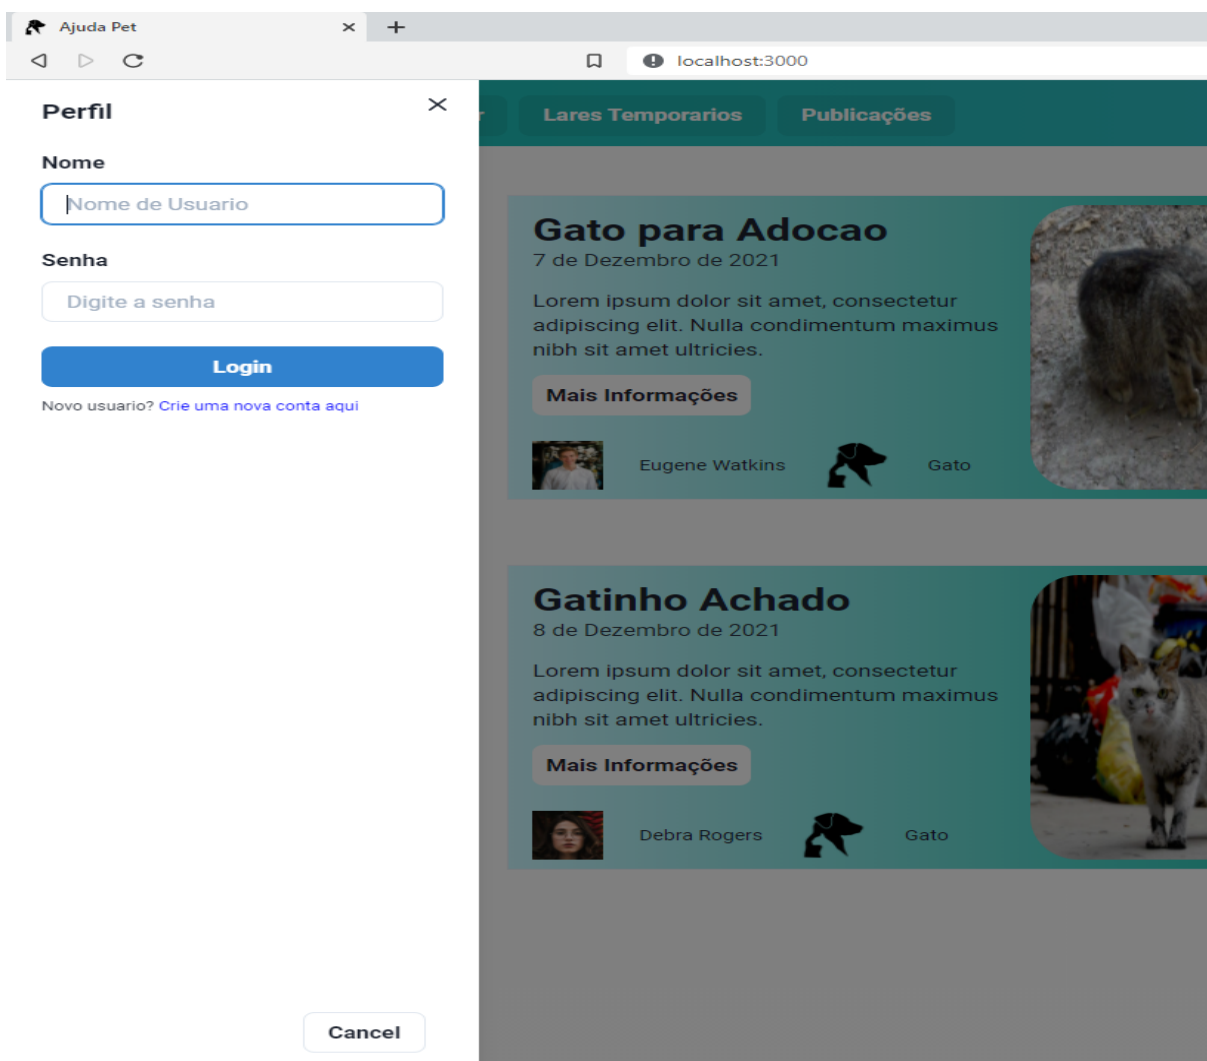 Ajuda Pet
localhost:3000
Perfil
Nome
Nome de Usuario
Senha
Digite a senha
Login
Novo usuario? Crie uma nova conta aqui
Cancel
Lares Temporarios
Publicações
Gato para Adocao
7 de Dezembro de 2021
Lorem ipsum dolor sit amet, consectetur
adipiscing elit. Nulla condimentum maximus
nibh sit amet ultricies.
Mais Informações
Eugene Watkins
Gato
Gatinho Achado
8 de Dezembro de 2021
Lorem ipsum dolor sit amet, consectetur
adipiscing elit. Nulla condimentum maximus
nibh sit amet ultricies.
Mais Informações
Debra Rogers
Gato